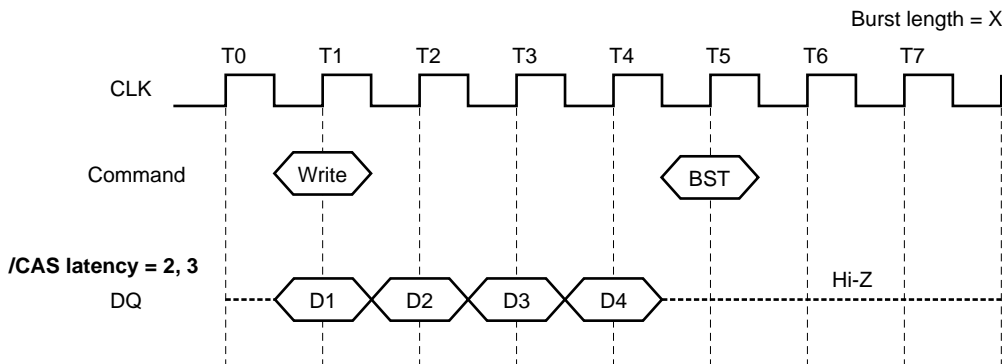 Burst length = X
T0 T1 T2 T3 T4 T5 T6 T7
CLK
Command Write BST
/CAS latency = 2, 3
Hi-Z
DQ D1 D2 D3 D4